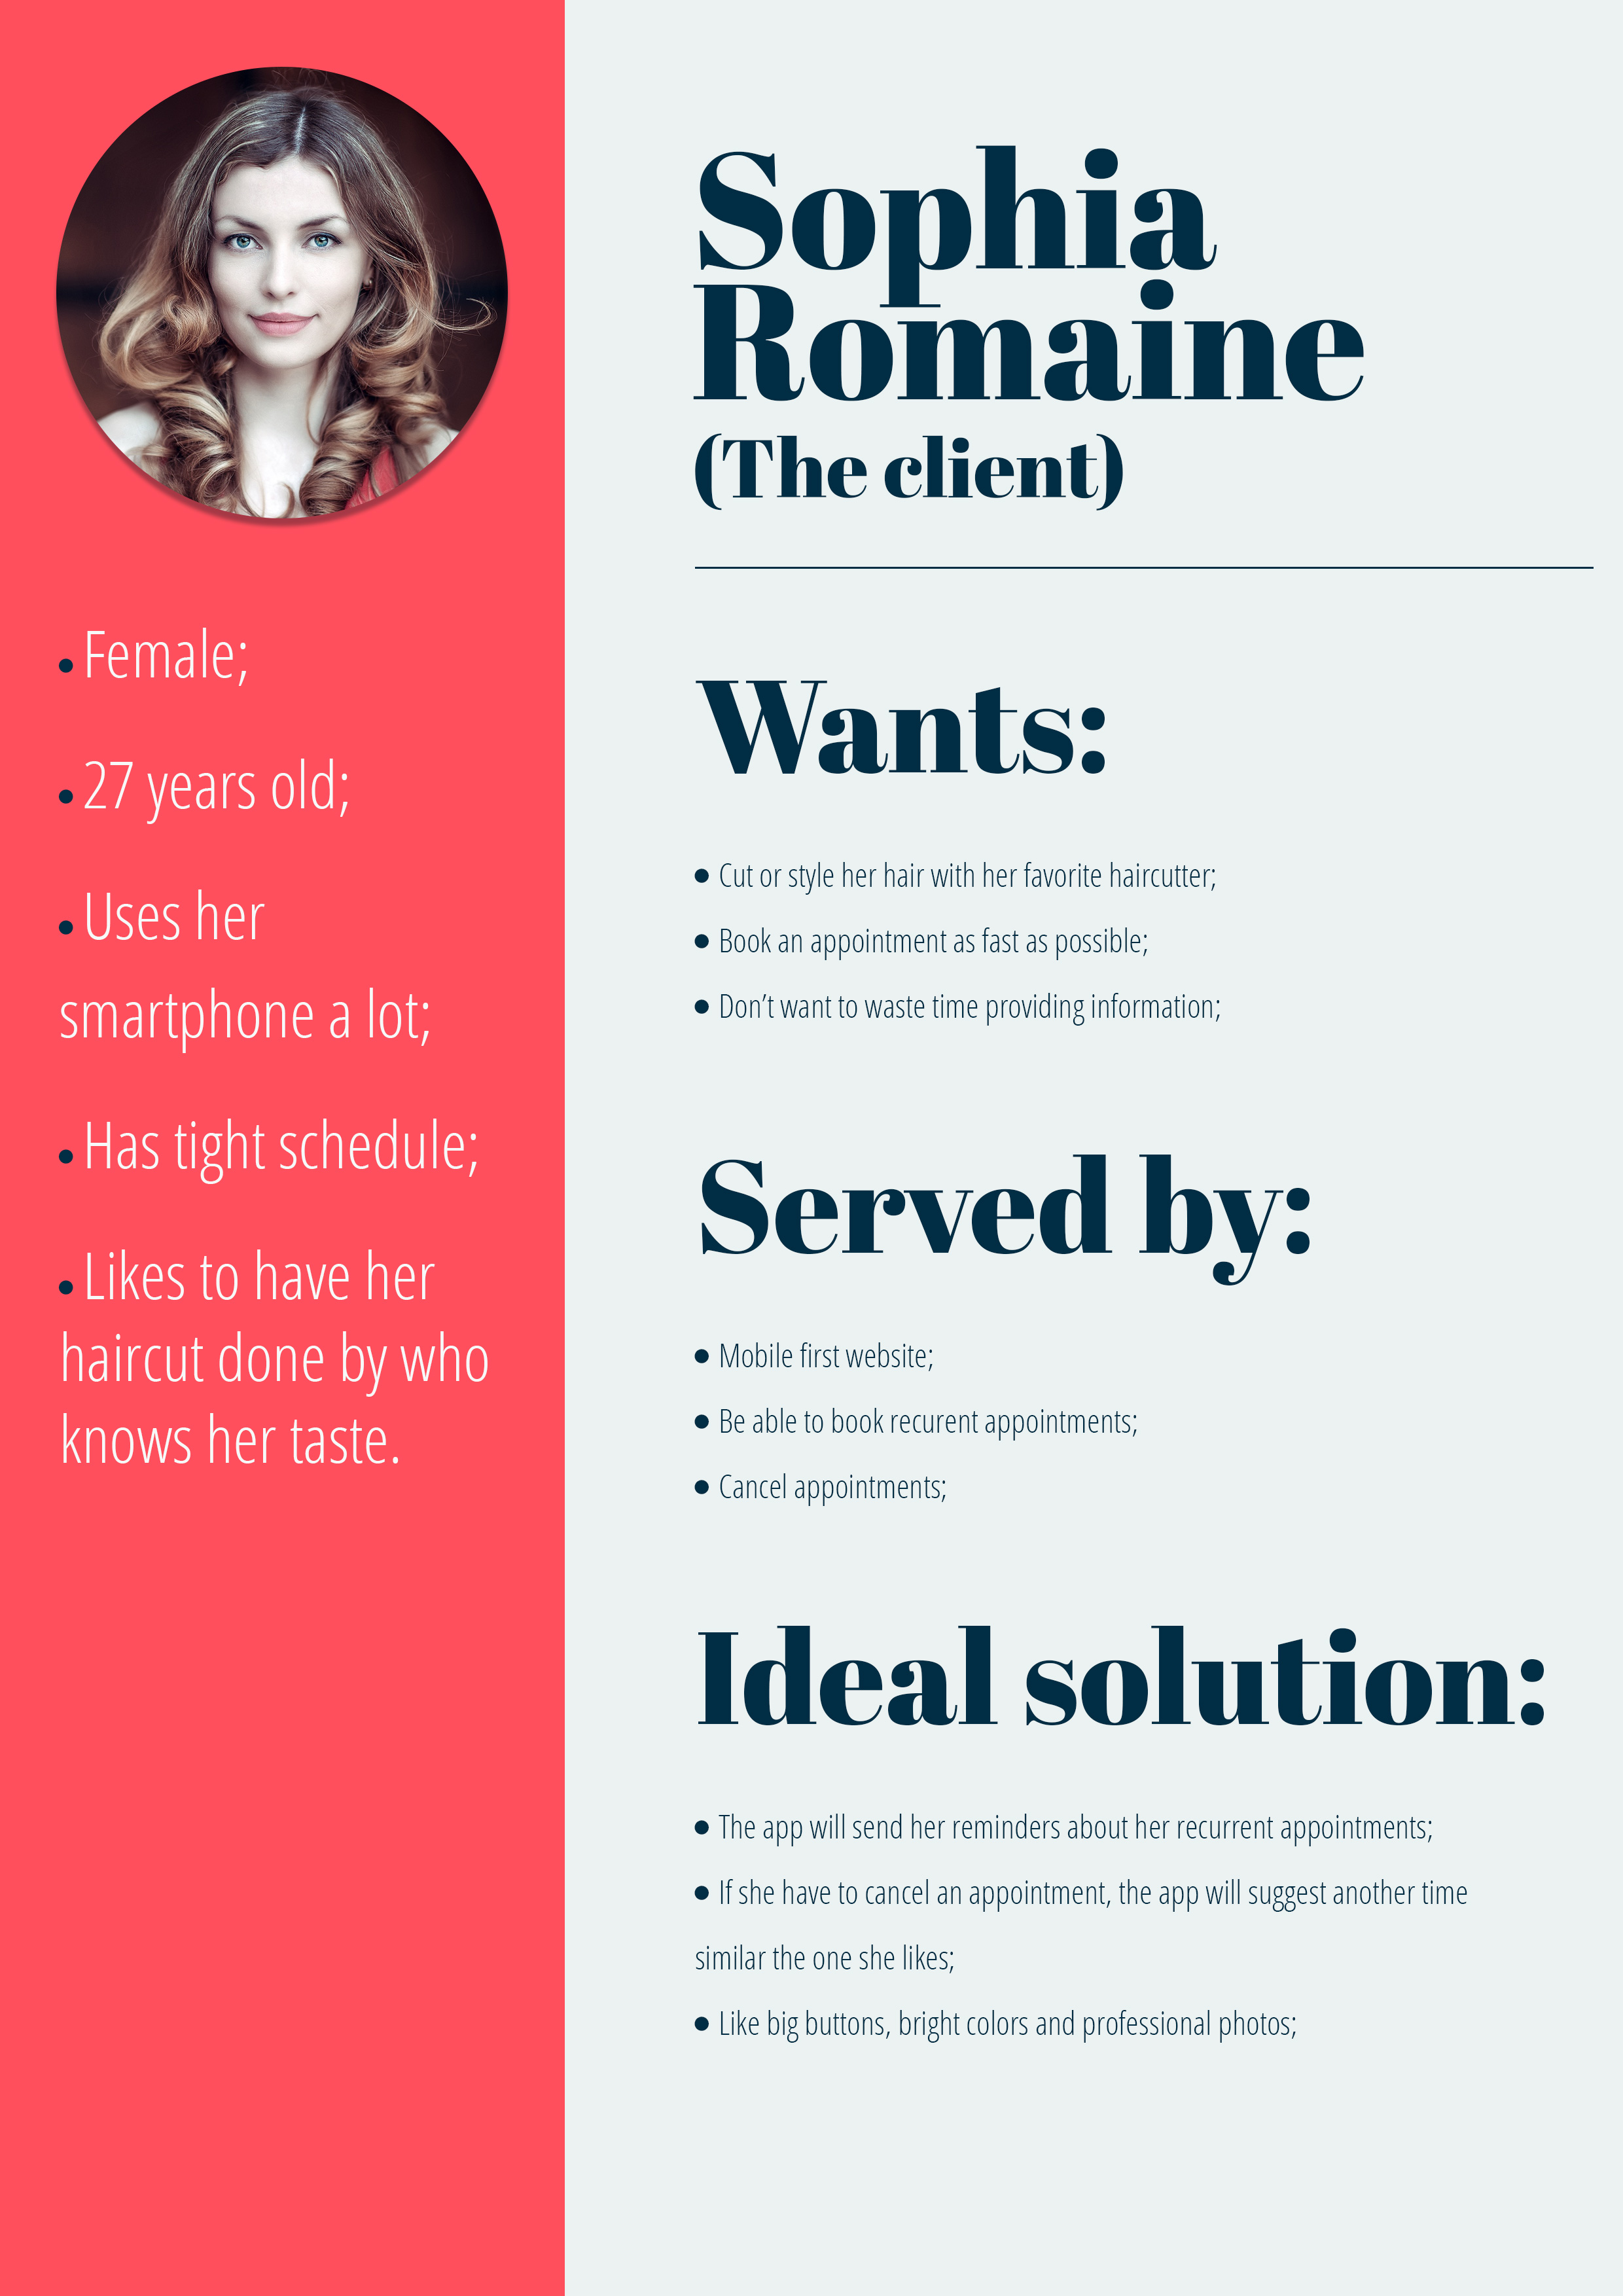 Sophia
Romaine
(The client)
• Female;
• 27 years old;
• Uses her
smartphone a lot;
• Has tight schedule;
• Likes to have her
haircut done by who
knows her taste.
Wants:
• Cut or style her hair with her favorite haircutter;
• Book an appointment as fast as possible;
• Don’t want to waste time providing information;
Served by:
• Mobile first website;
• Be able to book recurent appointments;
• Cancel appointments;
Ideal solution:
• The app will send her reminders about her recurrent appointments;
• If she have to cancel an appointment, the app will suggest another time
similar the one she likes;
• Like big buttons, bright colors and professional photos;